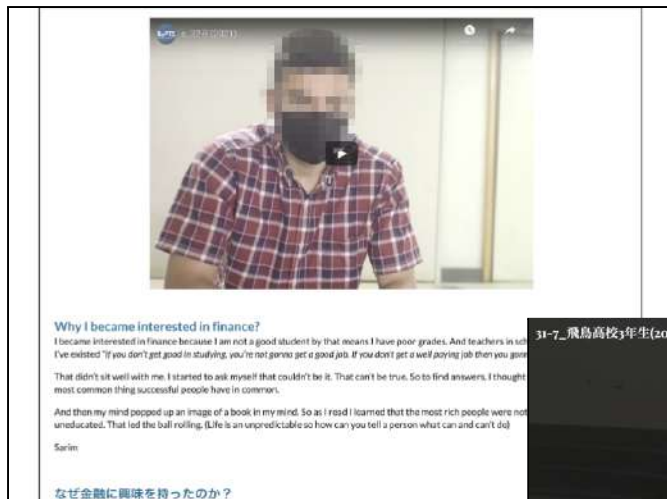 (2021)
Why I became interested in finance?
I became interested in finance because I am not a good student by that means I have poor grades. And teachers in sch
I've existed "If you don't get good in studying, you're not gonna get a good job. If you don't get a well paying job then you gonn
That didn't sit well with me. I started to ask myself that couldn't be it. That can't be true. So to find answers. I thought
most common thing successful people have in common.
And then my mind popped up an image of a book in my mind. So as I read I learned that the most rich people were not
uneducated. That led the ball rolling. (Life is an unpredictable so how can you tell a person what can and can't do)
Sarim
31-7_飛鳥高校3年生(20
なぜ金融に興味を持ったのか？